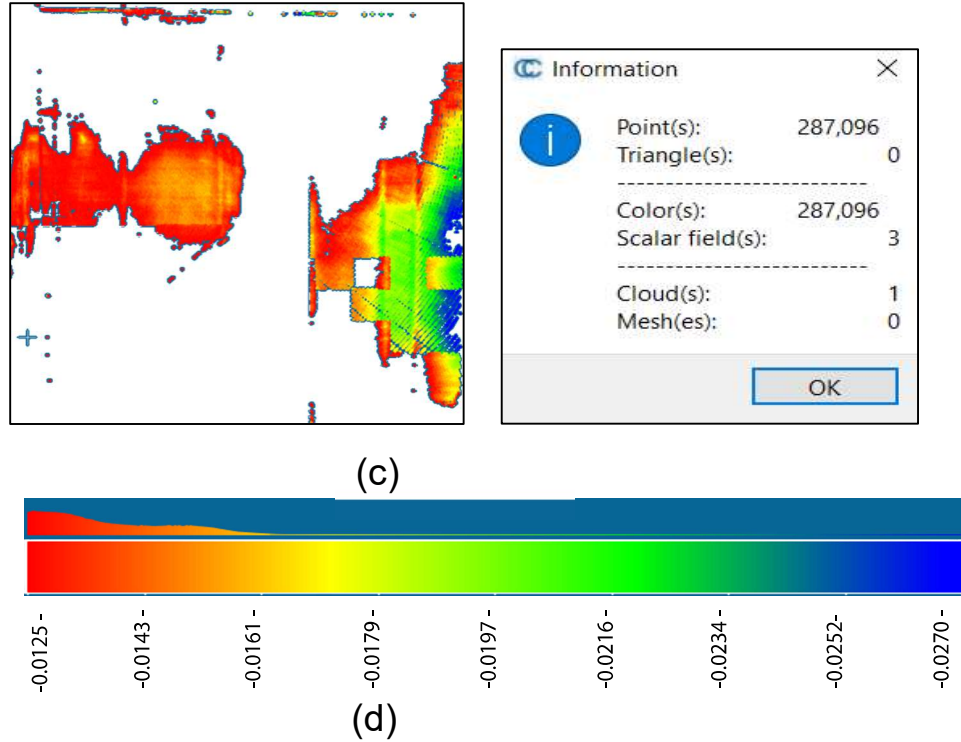 Information
Point(s): 287,096
Triangle(s): 0
------------------------------
Color(s): 287,096
Scalar field(s): 3
------------------------------
Cloud(s): 1
Mesh(es): 0
OK
(c)
-0.0125 -
-0.0143-
-0.0161-
-0.0179-
-0.0197-
-0.0216 -
-0.0234-
-0.0252-
-0.0270-
(d)